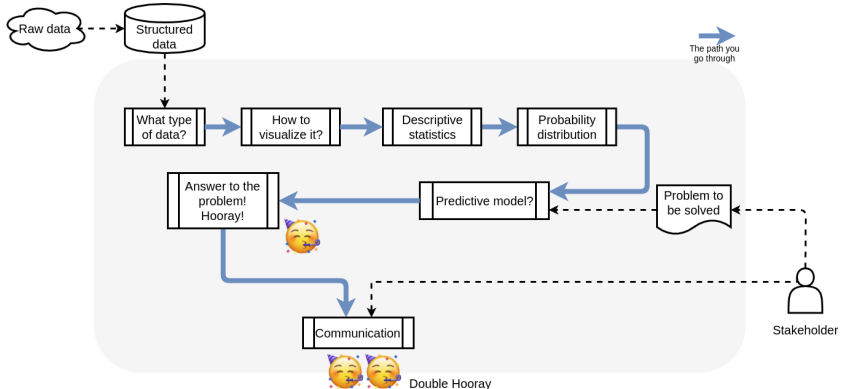 Raw data
Structured
data
The path you
go through
What type
of data?
How to
visualize it?
Descriptive
statistics
Probability
distribution
Answer to the
problem!
Hooray!
Predictive model?
Problem to
be solved
Stakeholder
Communication
Double Hooray